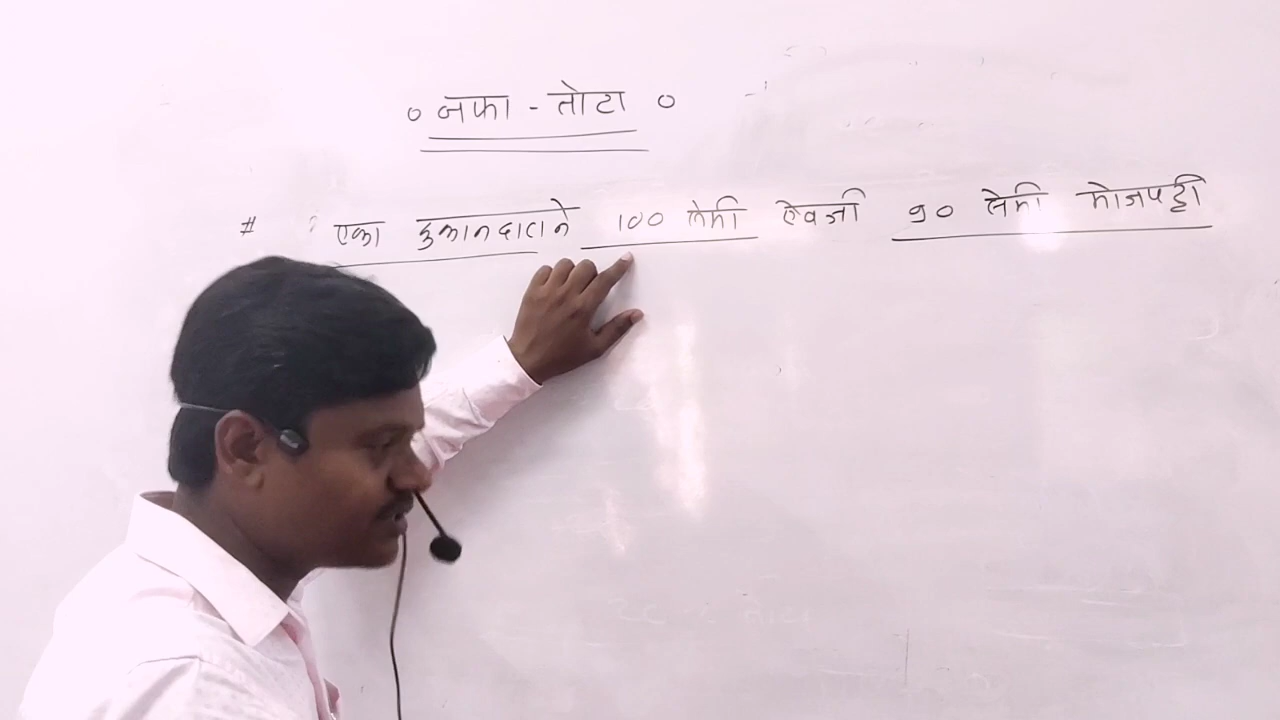 ० नफा - तोटा ०
# एका दुकानदाराने 100 सेमी ऐवजी 90 सेमी मोजपट्टी